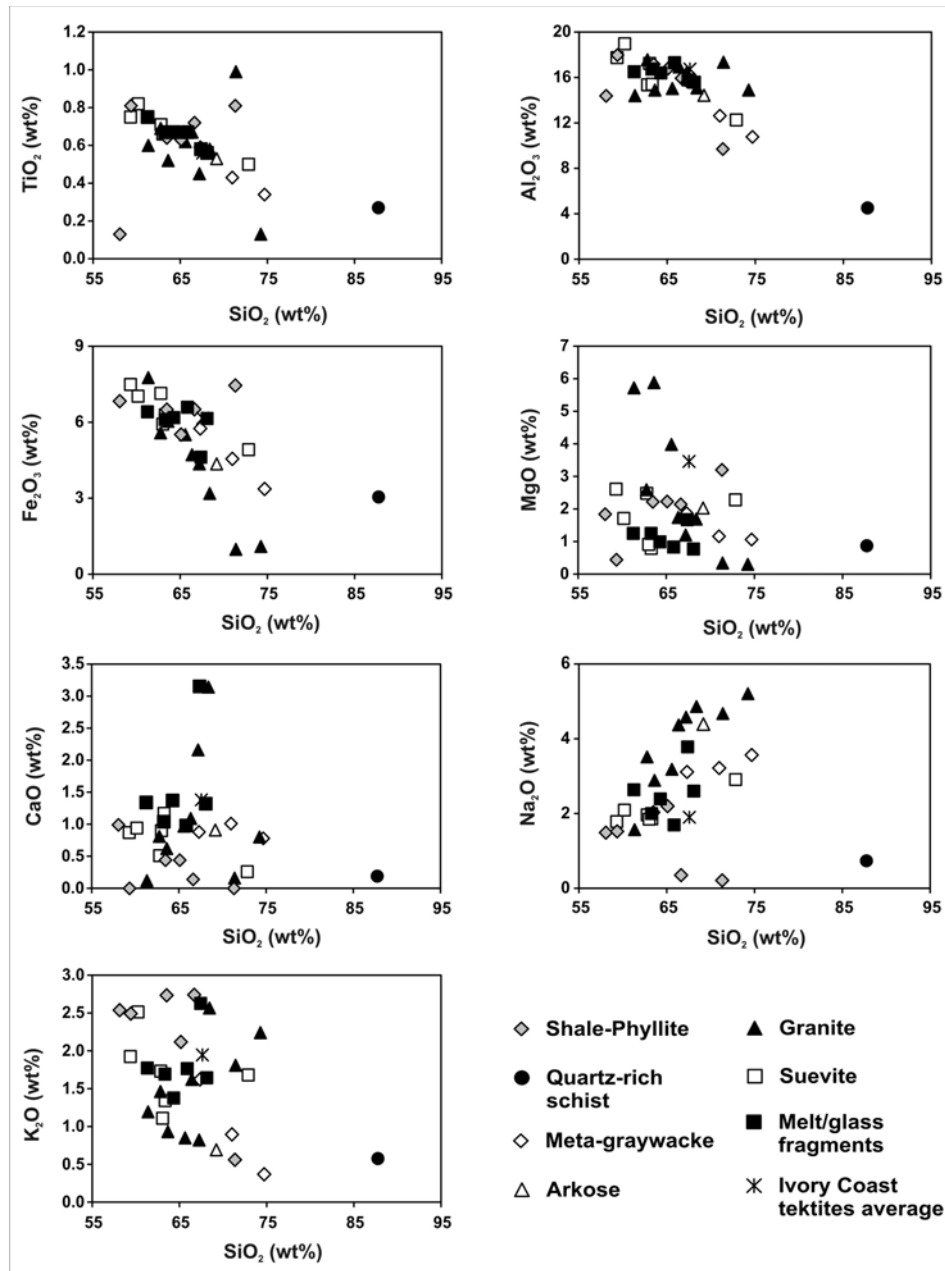 TiO₂ (wt%)
1.2
1.0
0.8
0.6
0.4
0.2
0.0
55 65 75 85 95
SiO₂ (wt%)
Al₂O₃ (wt%)
20
16
12
8
4
0
55 65 75 85 95
SiO₂ (wt%)
Fe₂O₃ (wt%)
9
6
3
0
55 65 75 85 95
SiO₂ (wt%)
MgO (wt%)
7
6
5
4
3
2
1
0
55 65 75 85 95
SiO₂ (wt%)
CaO (wt%)
3.5
3.0
2.5
2.0
1.5
1.0
0.5
0.0
55 65 75 85 95
SiO₂ (wt%)
Na₂O (wt%)
6
4
2
0
55 65 75 85 95
SiO₂ (wt%)
K₂O (wt%)
3.0
2.5
2.0
1.5
1.0
0.5
0.0
55 65 75 85 95
SiO₂ (wt%)
Shale-Phyllite
Quartz-rich
schist
Meta-graywacke
Arkose
Granite
Suevite
Melt/glass
fragments
Ivory Coast
tektites average